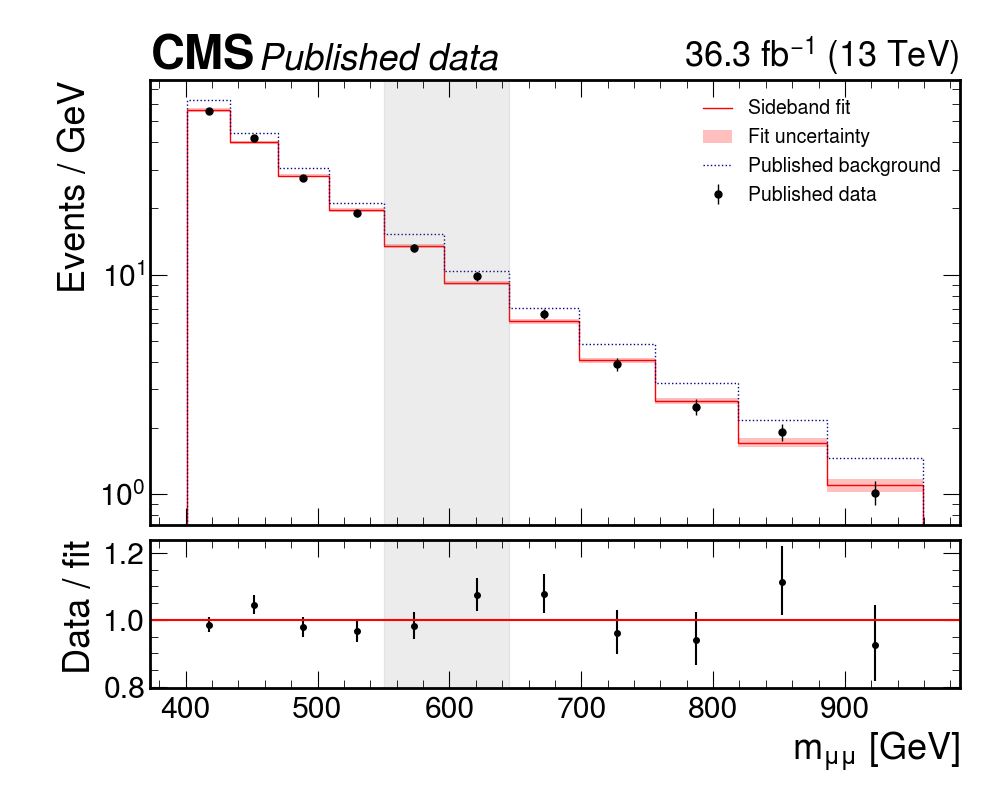 CMS Published data 36.3 fb⁻¹ (13 TeV)
Events / GeV
Sideband fit
Fit uncertainty
Published background
Published data
10¹
10⁰
Data / fit
1.2
1.0
0.8
400 500 600 700 800 900
m_μμ [GeV]